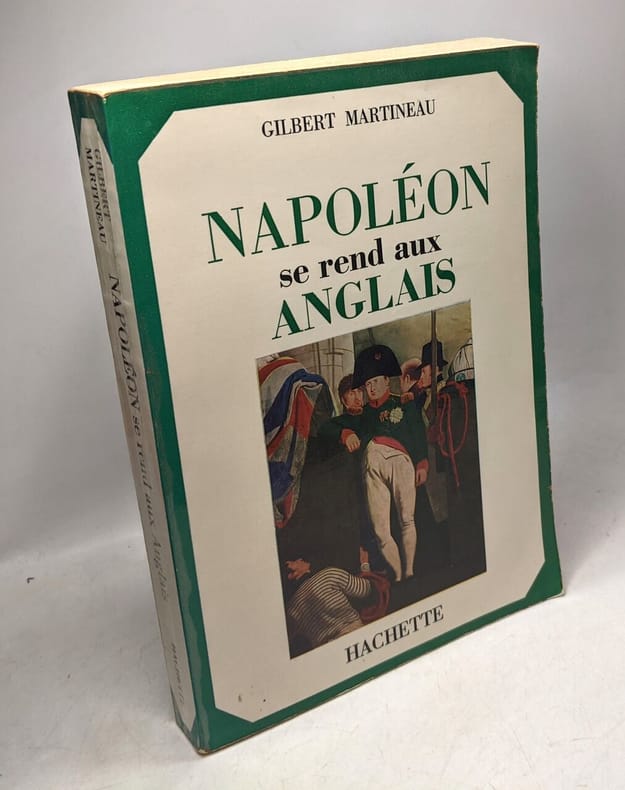 GILBERT MARTINEAU
NAPOLÉON
se rend aux
ANGLAIS
HACHETTE
GILBERT
MARTINEAU
NAPOLÉON se rend aux Anglais